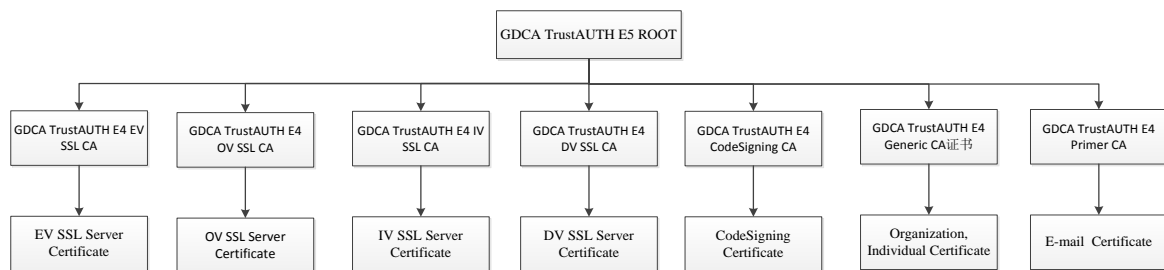 GDCA TrustAUTH E5 ROOT
GDCA TrustAUTH E4 EV
SSL CA
GDCA TrustAUTH E4
OV SSL CA
GDCA TrustAUTH E4 IV
SSL CA
GDCA TrustAUTH E4
DV SSL CA
GDCA TrustAUTH E4
CodeSigning CA
GDCA TrustAUTH E4
Generic CA证书
GDCA TrustAUTH E4
Primer CA
EV SSL Server
Certificate
OV SSL Server
Certificate
IV SSL Server
Certificate
DV SSL Server
Certificate
CodeSigning
Certificate
Organization,
Individual Certificate
E-mail Certificate